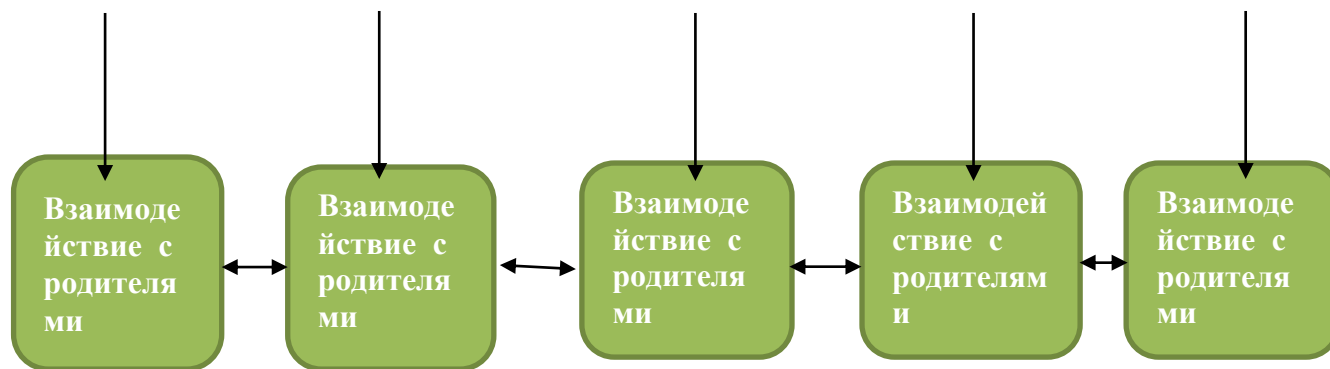 Взаимоде
йствие с
родителя
ми
Взаимоде
йствие с
родителя
ми
Взаимоде
йствие с
родителя
ми
Взаимодей
ствие с
родителям
и
Взаимоде
йствие с
родителя
ми